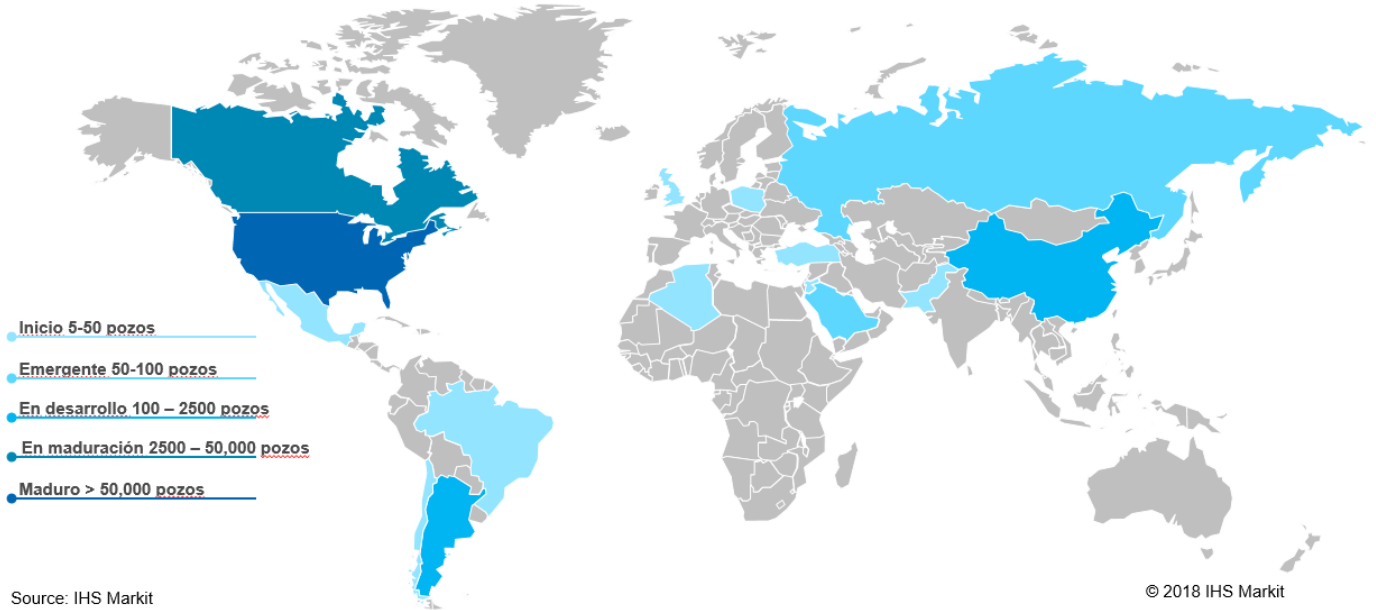 Inicio 5-50 pozos
Emergente 50-100 pozos
En desarrollo 100 – 2500 pozos
En maduración 2500 – 50,000 pozos
Maduro > 50,000 pozos
Source: IHS Markit
© 2018 IHS Markit